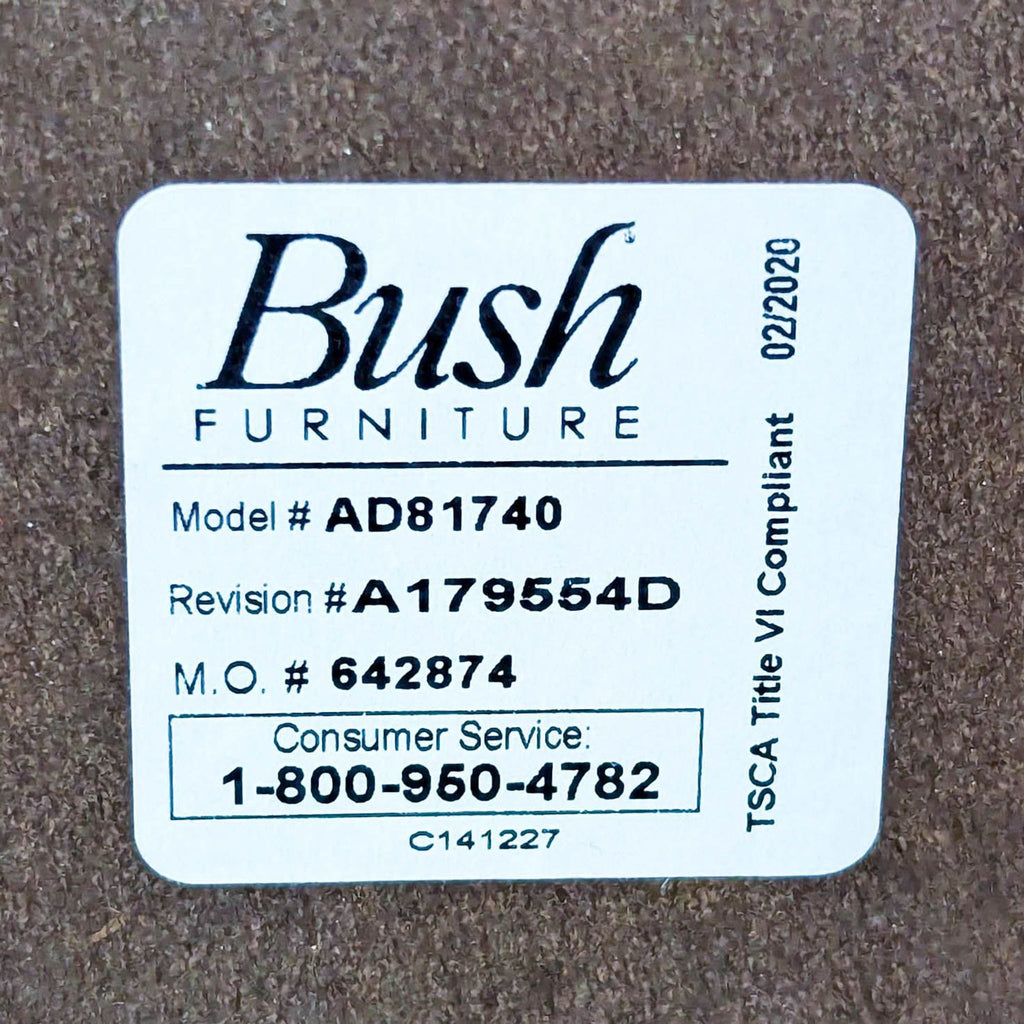 Bush
FURNITURE
Model # AD81740
Revision #A179554D
M.O. # 642874
Consumer Service:
1-800-950-4782
C141227
TSCA Title VI Compliant 02/2020